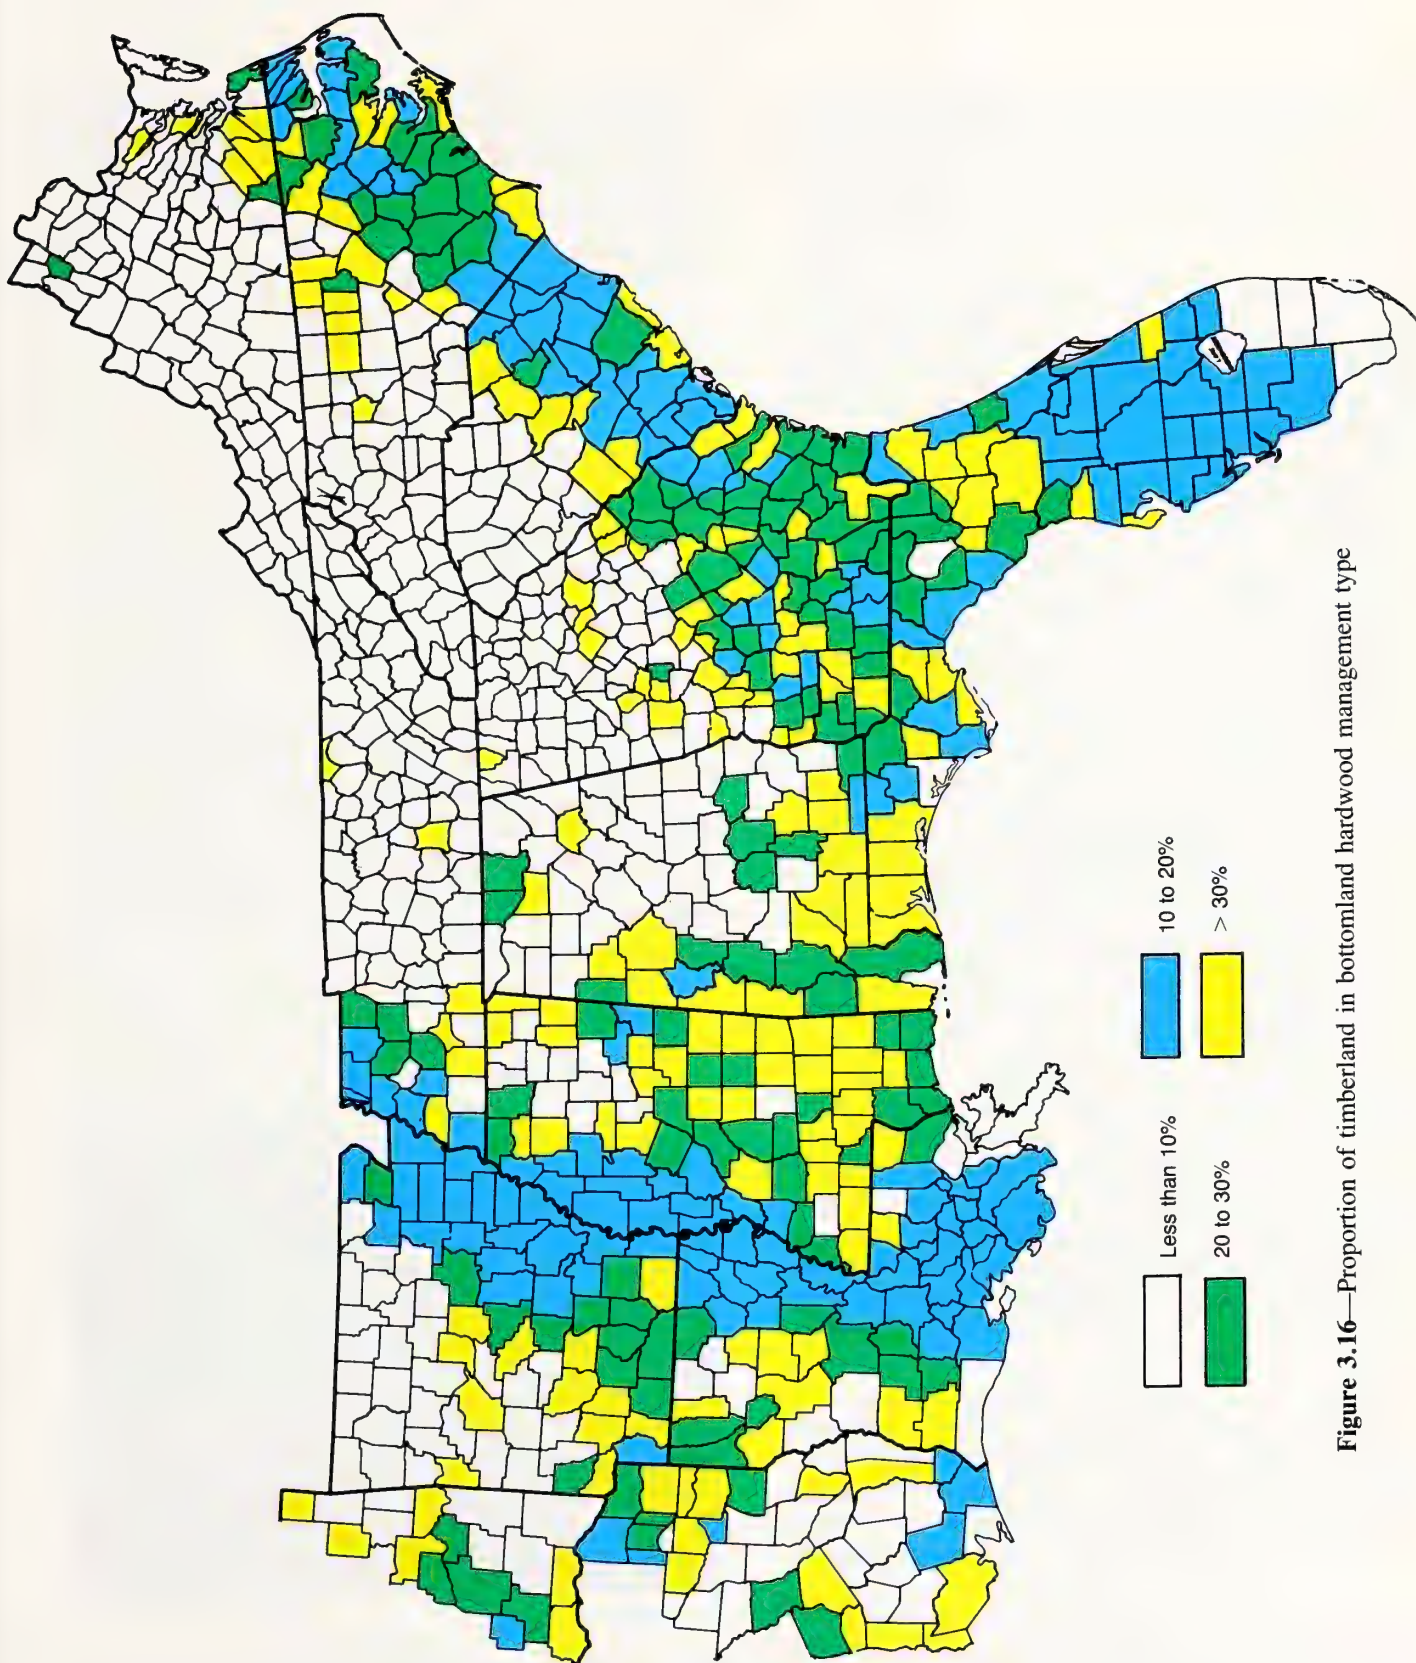 Less than 10%
10 to 20%
20 to 30%
> 30%
Figure 3.16—Proportion of timberland in bottomland hardwood management type